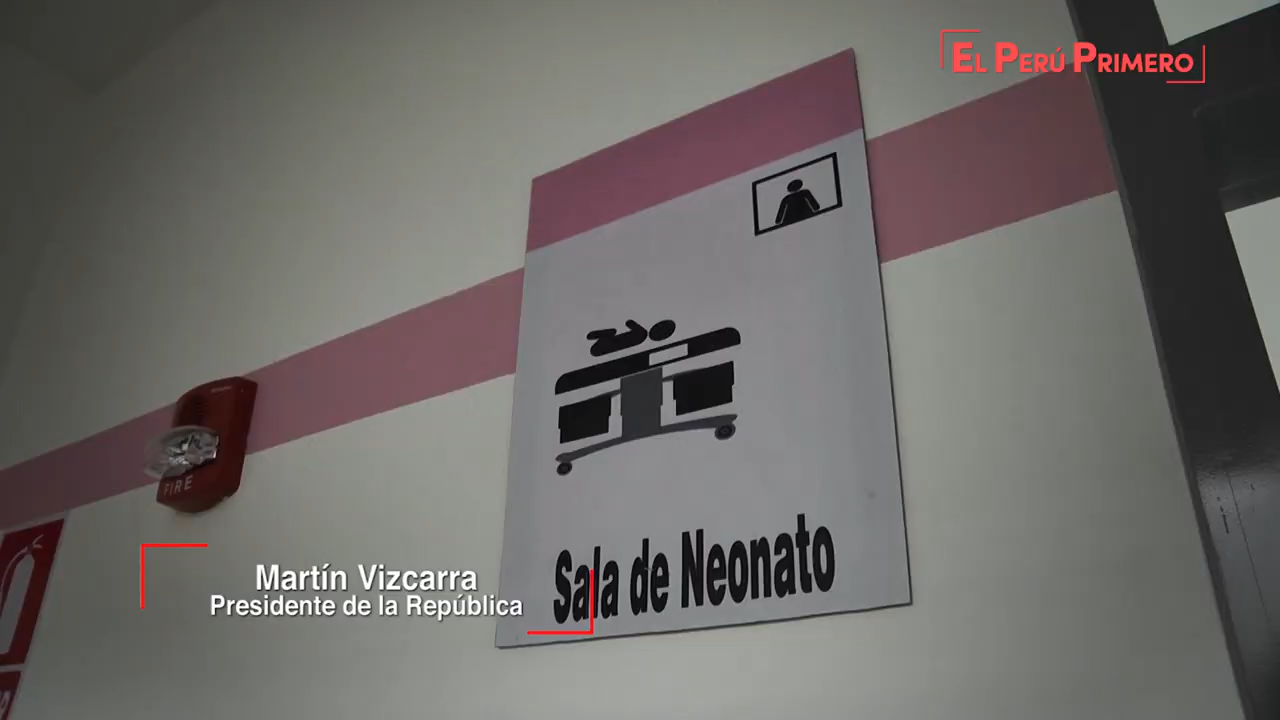 EL PERÚ PRIMERO
FIRE
Sala de Neonato
Martín Vizcarra
Presidente de la República